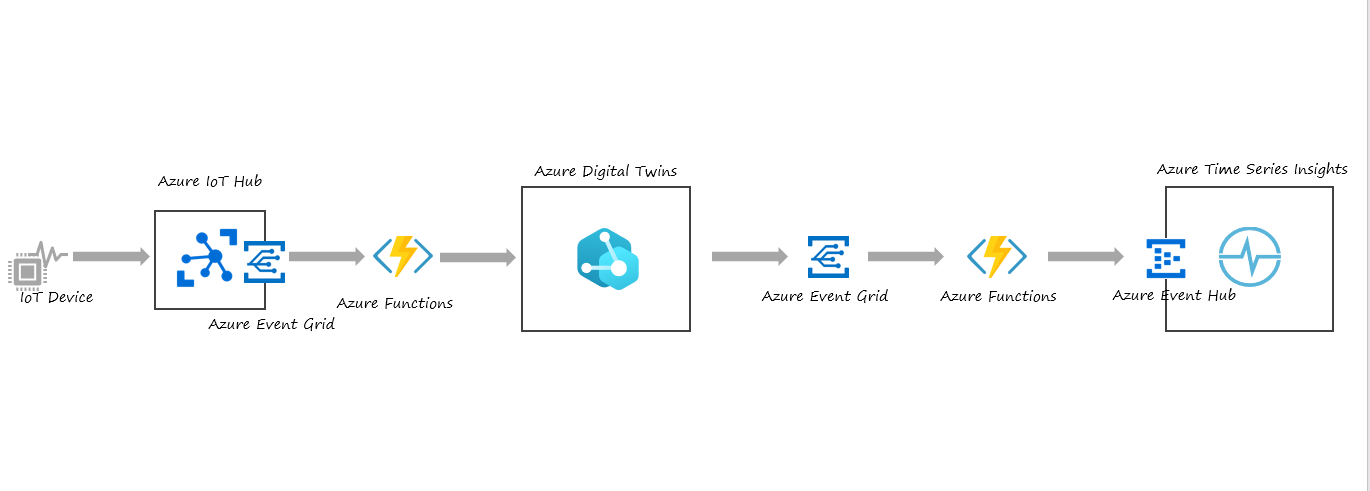 Azure IoT Hub
Azure Digital Twins
Azure Time Series Insights
IoT Device
Azure Event Grid
Azure Functions
Azure Event Grid
Azure Functions
Azure Event Hub